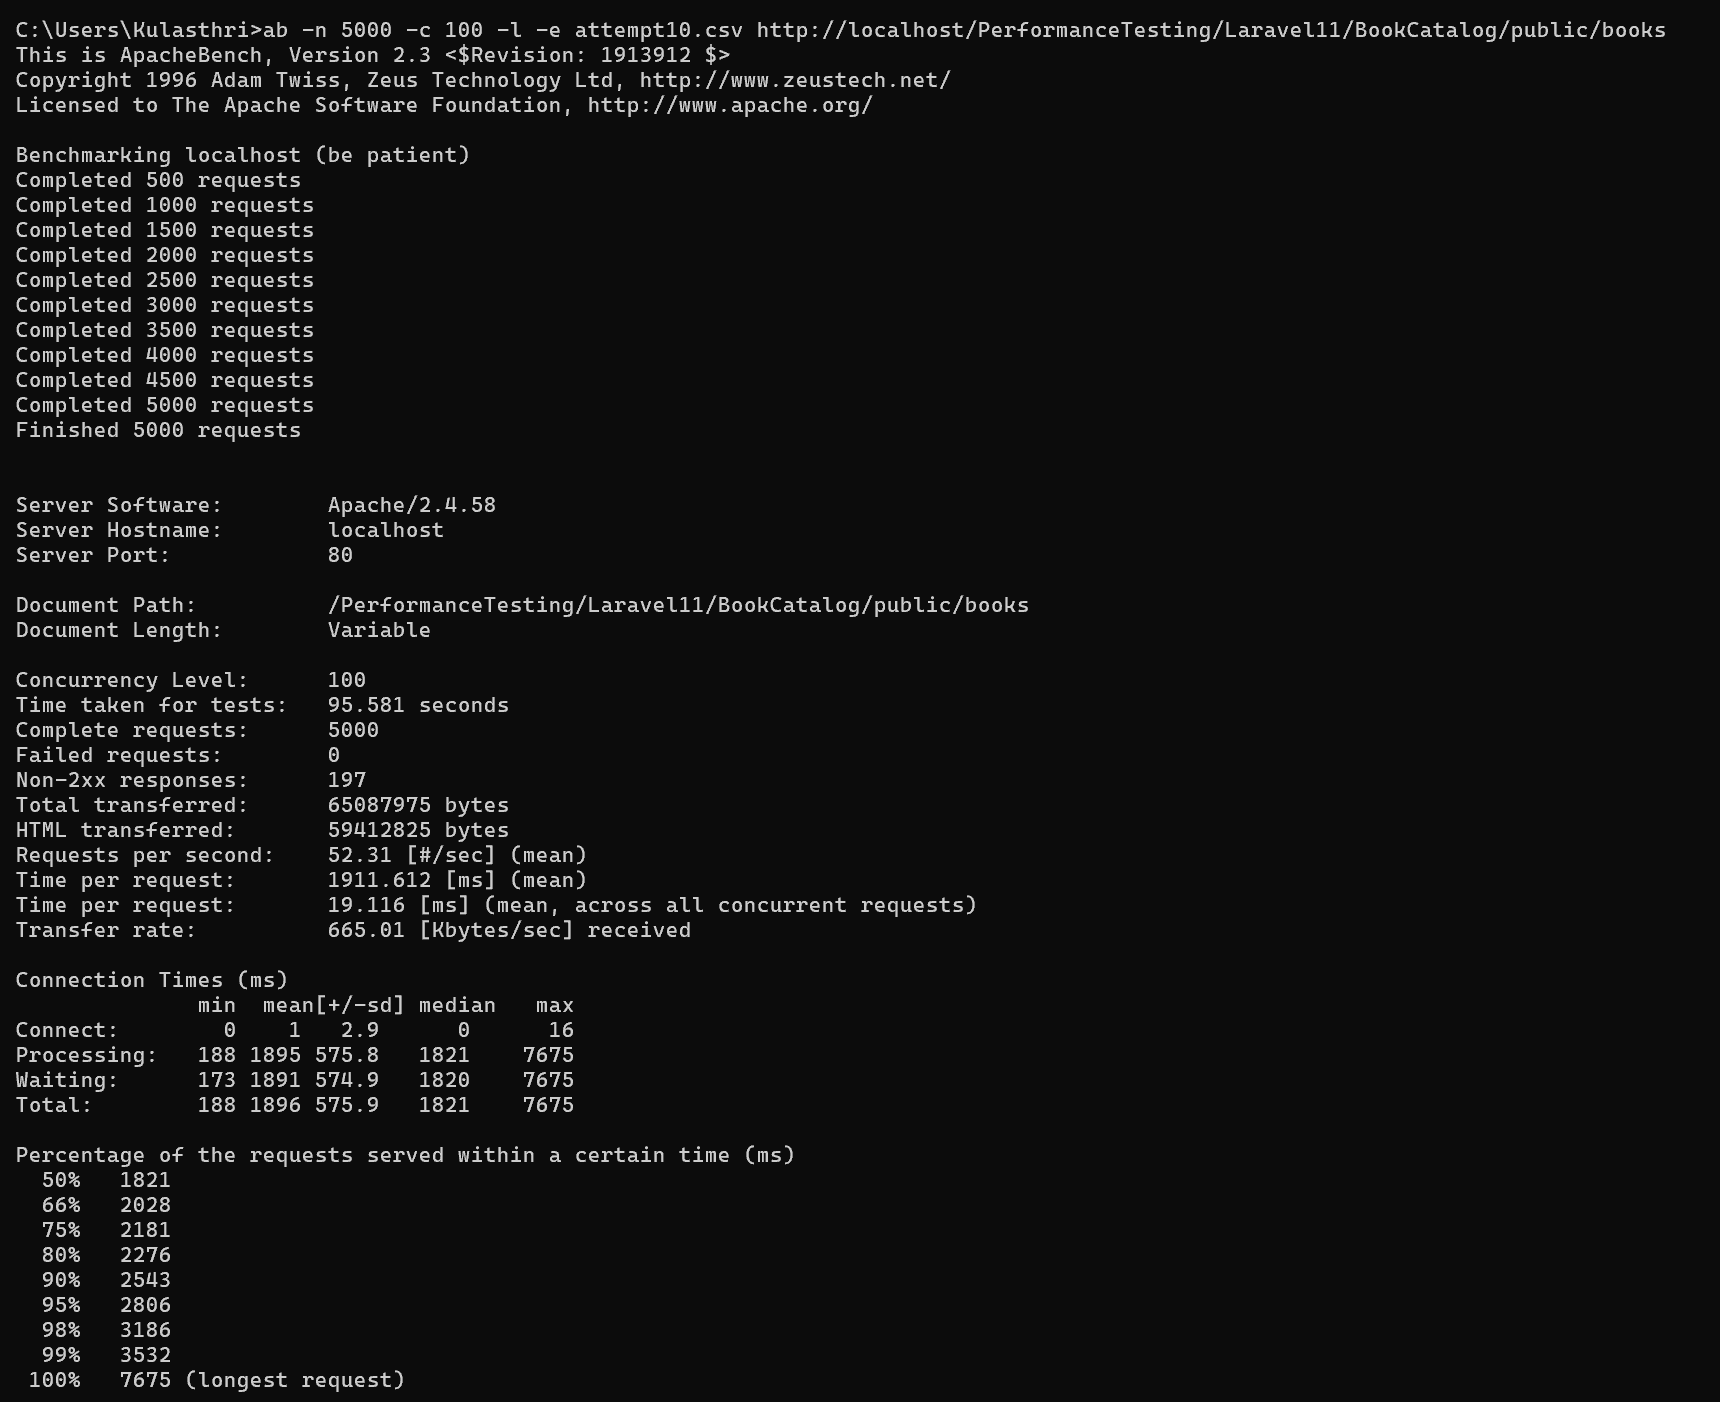 C:\Users\Kulasthri>ab -n 5000 -c 100 -l -e attempt10.csv http://localhost/PerformanceTesting/Laravel11/BookCatalog/public/books
This is ApacheBench, Version 2.3 <$Revision: 1913912 $>
Copyright 1996 Adam Twiss, Zeus Technology Ltd, http://www.zeustech.net/
Licensed to The Apache Software Foundation, http://www.apache.org/

Benchmarking localhost (be patient)
Completed 500 requests
Completed 1000 requests
Completed 1500 requests
Completed 2000 requests
Completed 2500 requests
Completed 3000 requests
Completed 3500 requests
Completed 4000 requests
Completed 4500 requests
Completed 5000 requests
Finished 5000 requests


Server Software:        Apache/2.4.58
Server Hostname:        localhost
Server Port:            80

Document Path:          /PerformanceTesting/Laravel11/BookCatalog/public/books
Document Length:        Variable

Concurrency Level:      100
Time taken for tests:   95.581 seconds
Complete requests:      5000
Failed requests:        0
Non-2xx responses:      197
Total transferred:      65087975 bytes
HTML transferred:       59412825 bytes
Requests per second:    52.31 [#/sec] (mean)
Time per request:       1911.612 [ms] (mean)
Time per request:       19.116 [ms] (mean, across all concurrent requests)
Transfer rate:          665.01 [Kbytes/sec] received

Connection Times (ms)
              min  mean[+/-sd] median   max
Connect:        0    1   2.9      0      16
Processing:   188 1895 575.8   1821    7675
Waiting:      173 1891 574.9   1820    7675
Total:        188 1896 575.9   1821    7675

Percentage of the requests served within a certain time (ms)
  50%   1821
  66%   2028
  75%   2181
  80%   2276
  90%   2543
  95%   2806
  98%   3186
  99%   3532
 100%   7675 (longest request)